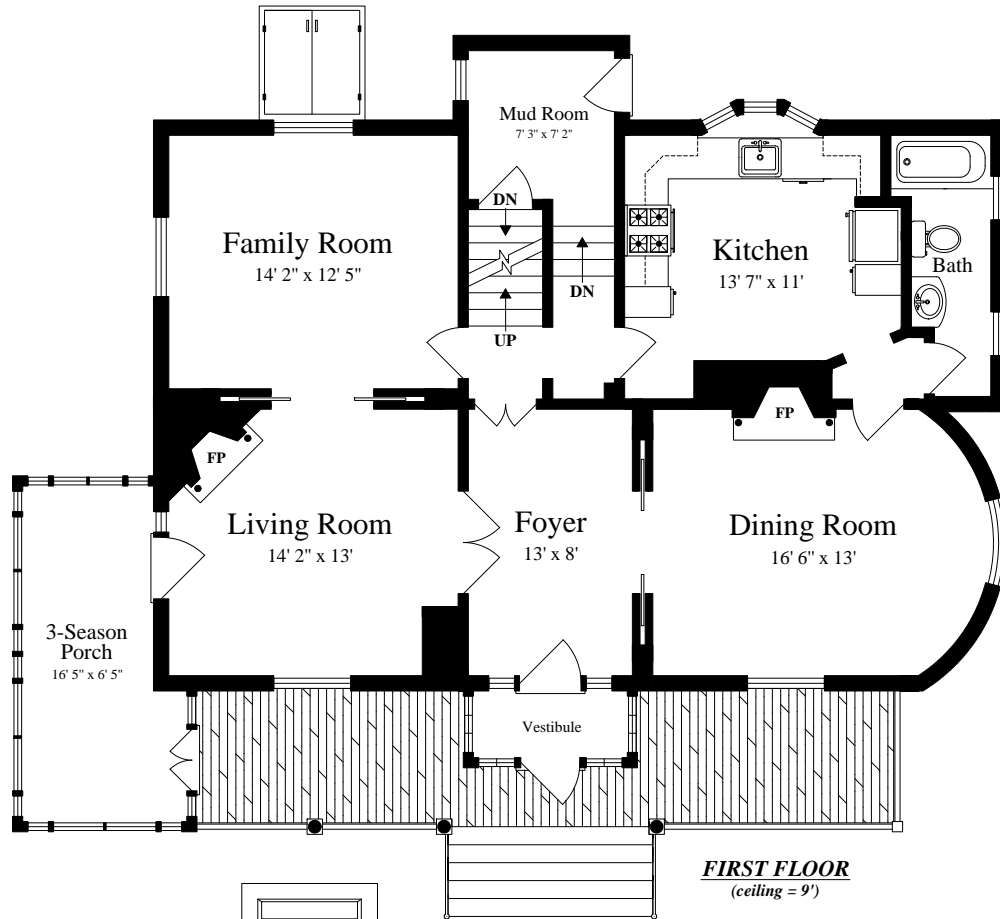 Mud Room
7' 3" x 7' 2"
DN
Family Room
14' 2" x 12' 5"
Kitchen
13' 7" x 11'
Bath
DN
UP
FP
FP
Living Room
14' 2" x 13'
Foyer
13' x 8'
Dining Room
16' 6" x 13'
3-Season
Porch
16' 5" x 6' 5"
Vestibule
FIRST FLOOR
(ceiling = 9')